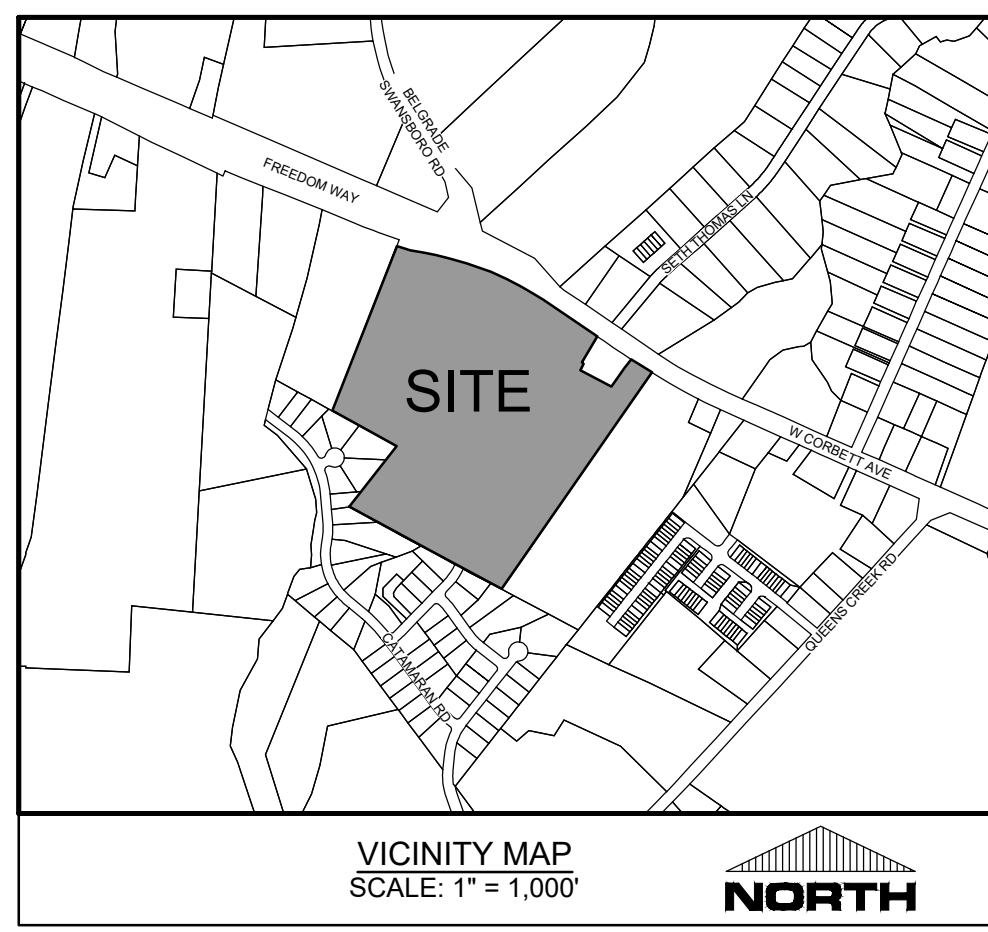 BELGRADE
SWANSBORO RD
FREEDOM WAY
SETH THOMAS LN
SITE
W CORBETT AVE
QUEENS CREEK RD
CATAMARAN RD
VICINITY MAP
SCALE: 1" = 1,000'
NORTH